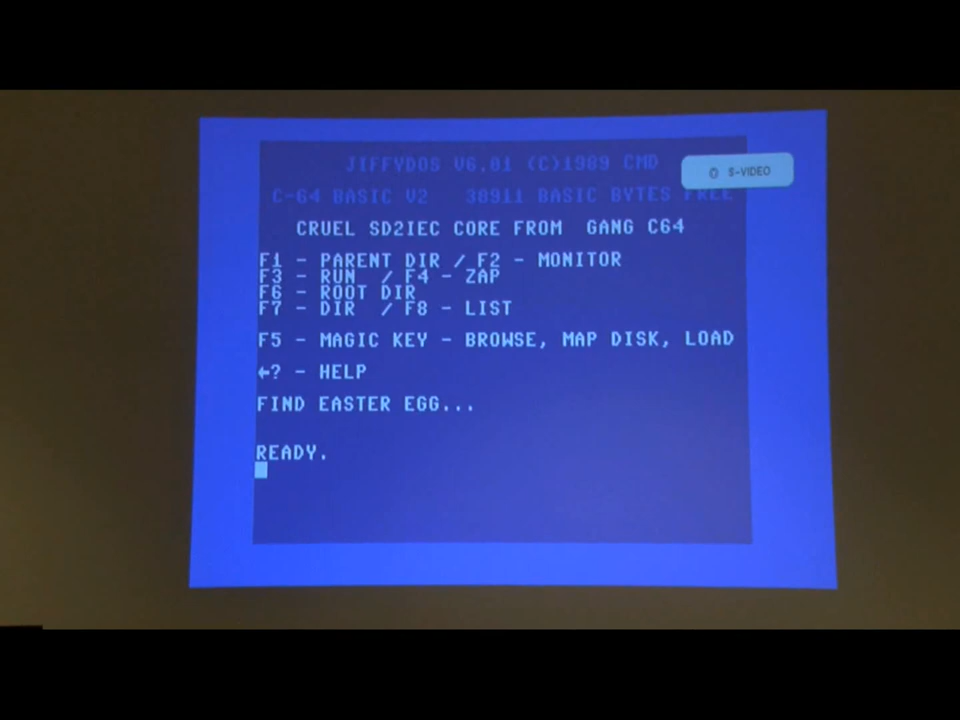 JIFFYDOS V6.01 (C)1989 CMD
S-VIDEO
C-64 BASIC V2   38911 BASIC BYTES FREE
CRUEL SD2IEC CORE FROM  GANG C64
F1 - PARENT DIR / F2 - MONITOR
F3 - RUN  / F4 - ZAP
F6 - ROOT DIR
F7 - DIR  / F8 - LIST
F5 - MAGIC KEY - BROWSE, MAP DISK, LOAD
←? - HELP
FIND EASTER EGG...
READY.